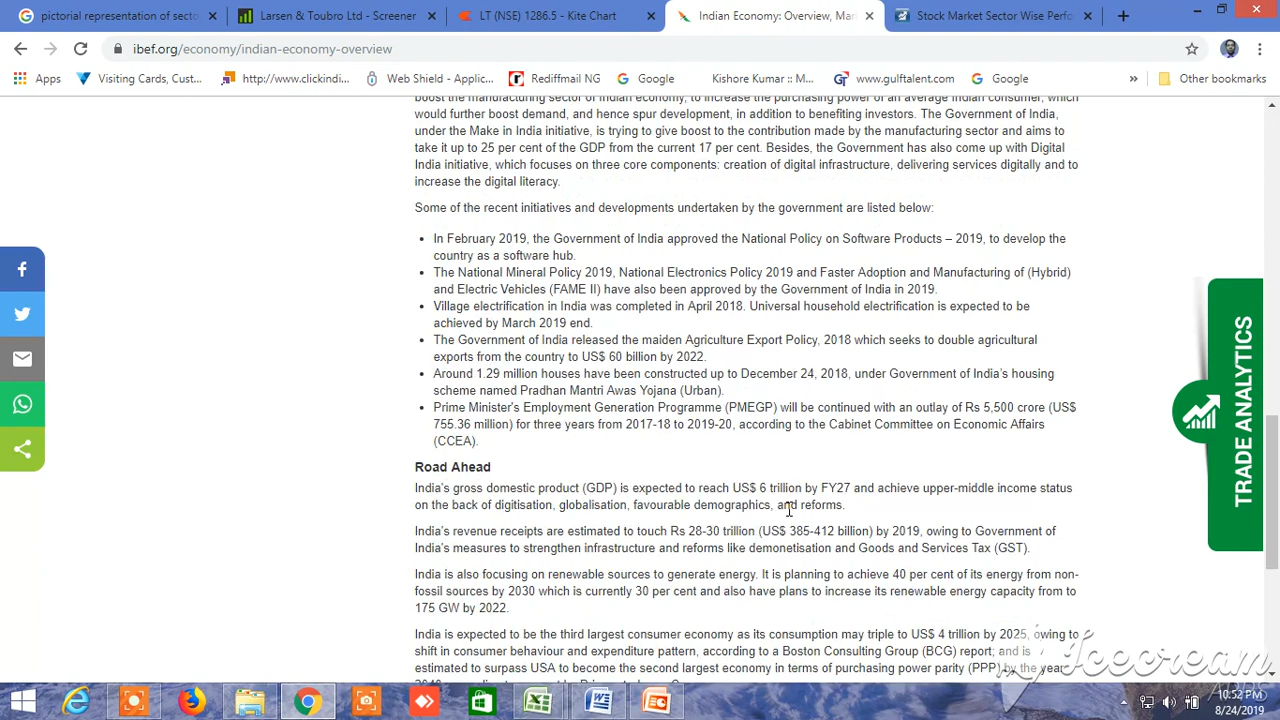 pictorial representation of secto
Larsen & Toubro Ltd - Screener
LT (NSE) 1286.5 - Kite Chart
Indian Economy: Overview, Mar
Stock Market Sector Wise Perfo
ibef.org/economy/indian-economy-overview
Apps
Visiting Cards, Cust...
http://www.clickindi...
Web Shield - Applic...
Rediffmail NG
Google
Kishore Kumar :: M...
www.gulftalent.com
Google
»
Other bookmarks
boost the manufacturing sector of Indian economy, to increase the purchasing power of an average Indian consumer, which
would further boost demand, and hence spur development, in addition to benefiting investors. The Government of India,
under the Make in India initiative, is trying to give boost to the contribution made by the manufacturing sector and aims to
take it up to 25 per cent of the GDP from the current 17 per cent. Besides, the Government has also come up with Digital
India initiative, which focuses on three core components: creation of digital infrastructure, delivering services digitally and to
increase the digital literacy.
Some of the recent initiatives and developments undertaken by the government are listed below:
• In February 2019, the Government of India approved the National Policy on Software Products – 2019, to develop the
country as a software hub.
• The National Mineral Policy 2019, National Electronics Policy 2019 and Faster Adoption and Manufacturing of (Hybrid)
and Electric Vehicles (FAME II) have also been approved by the Government of India in 2019.
• Village electrification in India was completed in April 2018. Universal household electrification is expected to be
achieved by March 2019 end.
• The Government of India released the maiden Agriculture Export Policy, 2018 which seeks to double agricultural
exports from the country to US$ 60 billion by 2022.
• Around 1.29 million houses have been constructed up to December 24, 2018, under Government of India's housing
scheme named Pradhan Mantri Awas Yojana (Urban).
• Prime Minister's Employment Generation Programme (PMEGP) will be continued with an outlay of Rs 5,500 crore (US$
755.36 million) for three years from 2017-18 to 2019-20, according to the Cabinet Committee on Economic Affairs
(CCEA).
Road Ahead
India's gross domestic product (GDP) is expected to reach US$ 6 trillion by FY27 and achieve upper-middle income status
on the back of digitisation, globalisation, favourable demographics, and reforms.
India's revenue receipts are estimated to touch Rs 28-30 trillion (US$ 385-412 billion) by 2019, owing to Government of
India's measures to strengthen infrastructure and reforms like demonetisation and Goods and Services Tax (GST).
India is also focusing on renewable sources to generate energy. It is planning to achieve 40 per cent of its energy from non-
fossil sources by 2030 which is currently 30 per cent and also have plans to increase its renewable energy capacity from to
175 GW by 2022.
India is expected to be the third largest consumer economy as its consumption may triple to US$ 4 trillion by 2025, owing to
shift in consumer behaviour and expenditure pattern, according to a Boston Consulting Group (BCG) report; and is
estimated to surpass USA to become the second largest economy in terms of purchasing power parity (PPP) by the year
TRADE ANALYTICS
Icecream
10:52 PM
8/24/2019